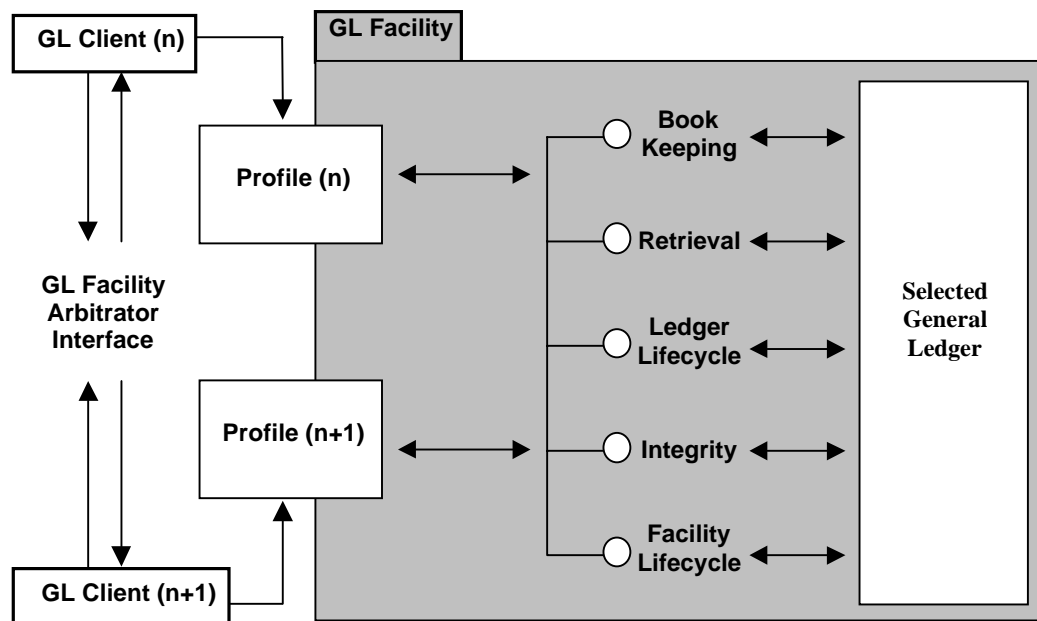 GL Client (n)
GL Facility
Profile (n)
GL Facility
Arbitrator
Interface
Profile (n+1)
GL Client (n+1)
Book
Keeping
Retrieval
Ledger
Lifecycle
Integrity
Facility
Lifecycle
Selected
General
Ledger